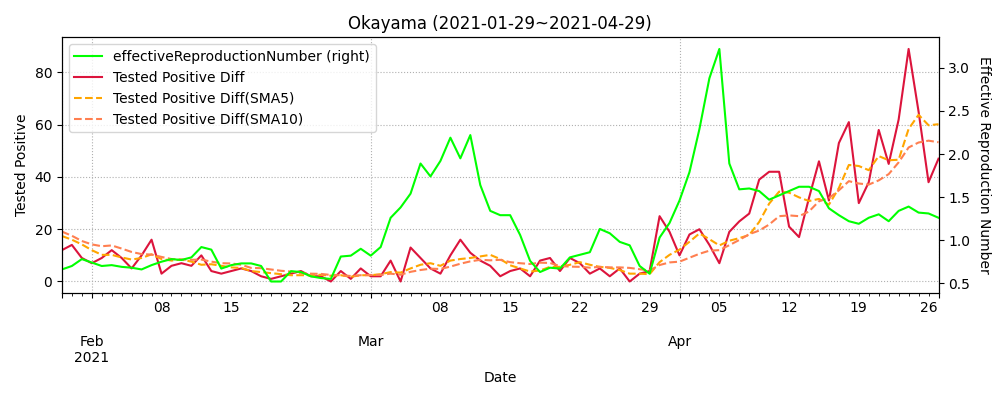 Okayama (2021-01-29~2021-04-29)
effectiveReproductionNumber (right)
Tested Positive Diff
Tested Positive Diff(SMA5)
Tested Positive Diff(SMA10)
Tested Positive
80
60
40
20
0
3.0
2.5
2.0
1.5
1.0
0.5
Effective Reproduction Number
08 15 22 08 15 22 29 05 12 19 26
Feb Mar Apr
2021
Date